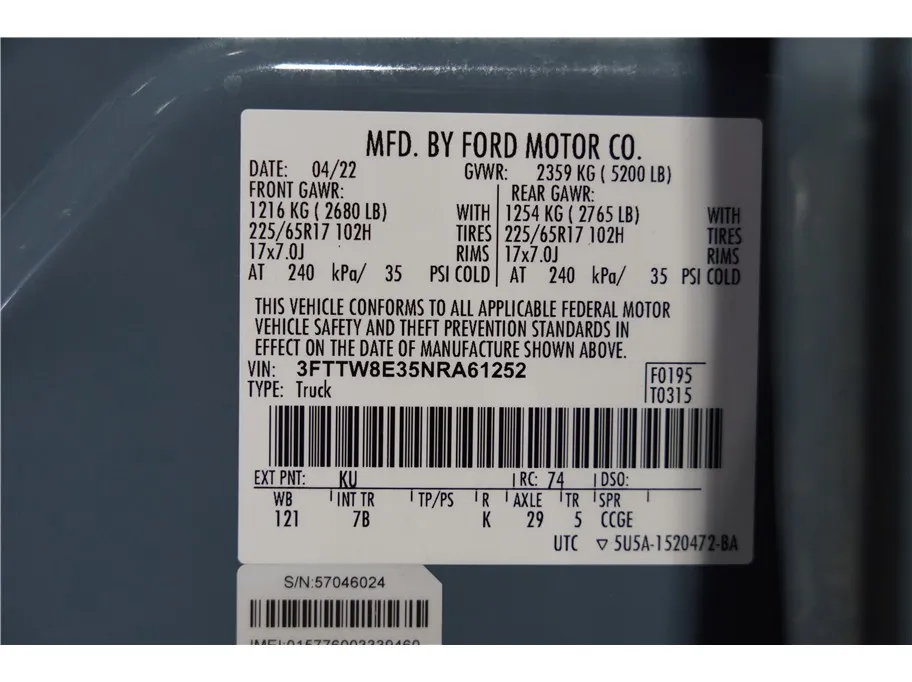 MFD. BY FORD MOTOR CO.
DATE: 04/22 GVWR: 2359 KG ( 5200 LB)
FRONT GAWR: REAR GAWR:
1216 KG ( 2680 LB) WITH 1254 KG ( 2765 LB) WITH
225/65R17 102H TIRES 225/65R17 102H TIRES
17x7.0J RIMS 17x7.0J RIMS
AT 240 kPa/ 35 PSI COLD AT 240 kPa/ 35 PSI COLD
THIS VEHICLE CONFORMS TO ALL APPLICABLE FEDERAL MOTOR
VEHICLE SAFETY AND THEFT PREVENTION STANDARDS IN
EFFECT ON THE DATE OF MANUFACTURE SHOWN ABOVE.
VIN: 3FTTW8E35NRA61252 F0195
TYPE: Truck T0315
EXT PNT: KU RC: 74 DSO:
WB INT TR TP/PS R AXLE TR SPR
121 7B K 29 5 CCGE
UTC ▽ 5U5A-1520472-BA
S/N:57046024
IMEI:015776003339460